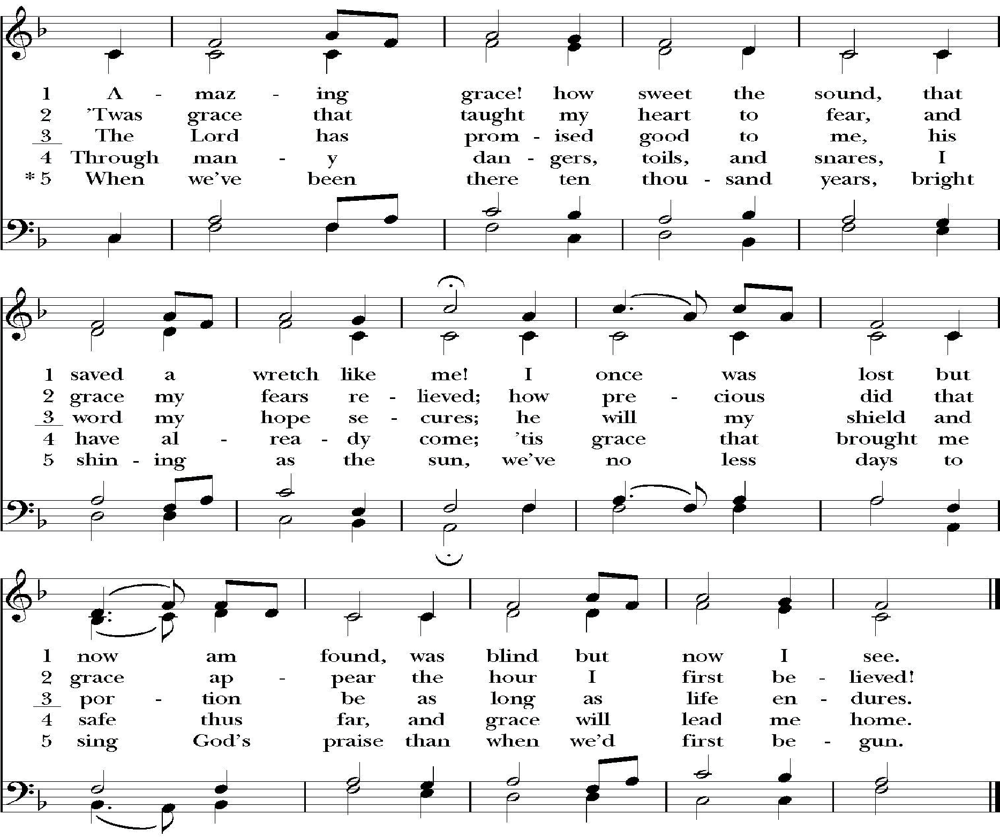 1 A - maz - ing grace! how sweet the sound, that
2 ’Twas grace that taught my heart to fear, and
3 The Lord has prom - ised good to me, his
4 Through man - y dan - gers, toils, and snares, I
* 5 When we’ve been there ten thou - sand years, bright
1 saved a wretch like me! I once was lost but
2 grace my fears re - lieved; how pre - cious did that
3 word my hope se - cures; he will my shield and
4 have al - rea - dy come; ’tis grace that brought me
5 shin - ing as the sun, we’ve no less days to
1 now am found, was blind but now I see.
2 grace ap - pear the hour I first be - lieved!
3 por - tion be as long as life en - dures.
4 safe thus far, and grace will lead me home.
5 sing God’s praise than when we’d first be - gun.